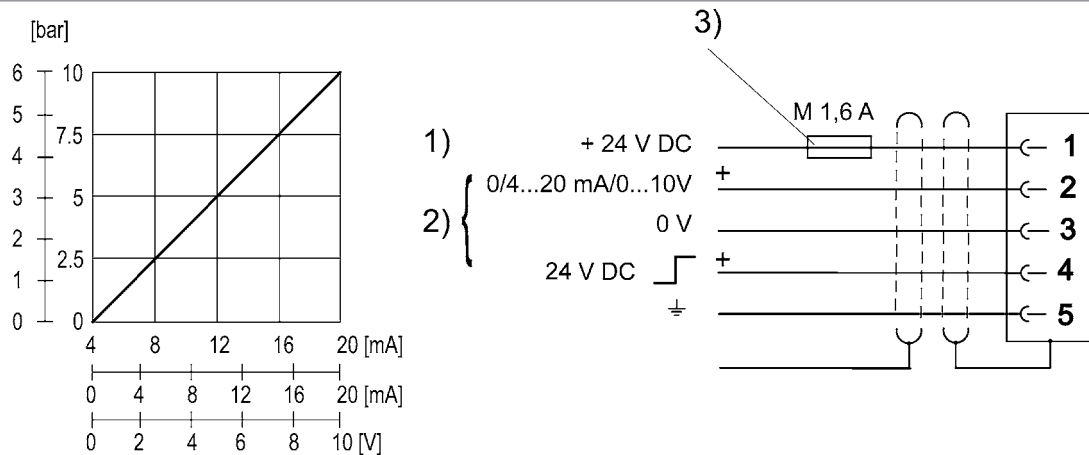 [bar]
6
5
4
3
2
1
0
10
7.5
5
2.5
0
4 8 12 16 20 [mA]
0 4 8 12 16 20 [mA]
0 2 4 6 8 10 [V]
3)
M 1,6 A
1) + 24 V DC 1
2) 0/4...20 mA/0...10V + 2
0 V 3
24 V DC + 4
5